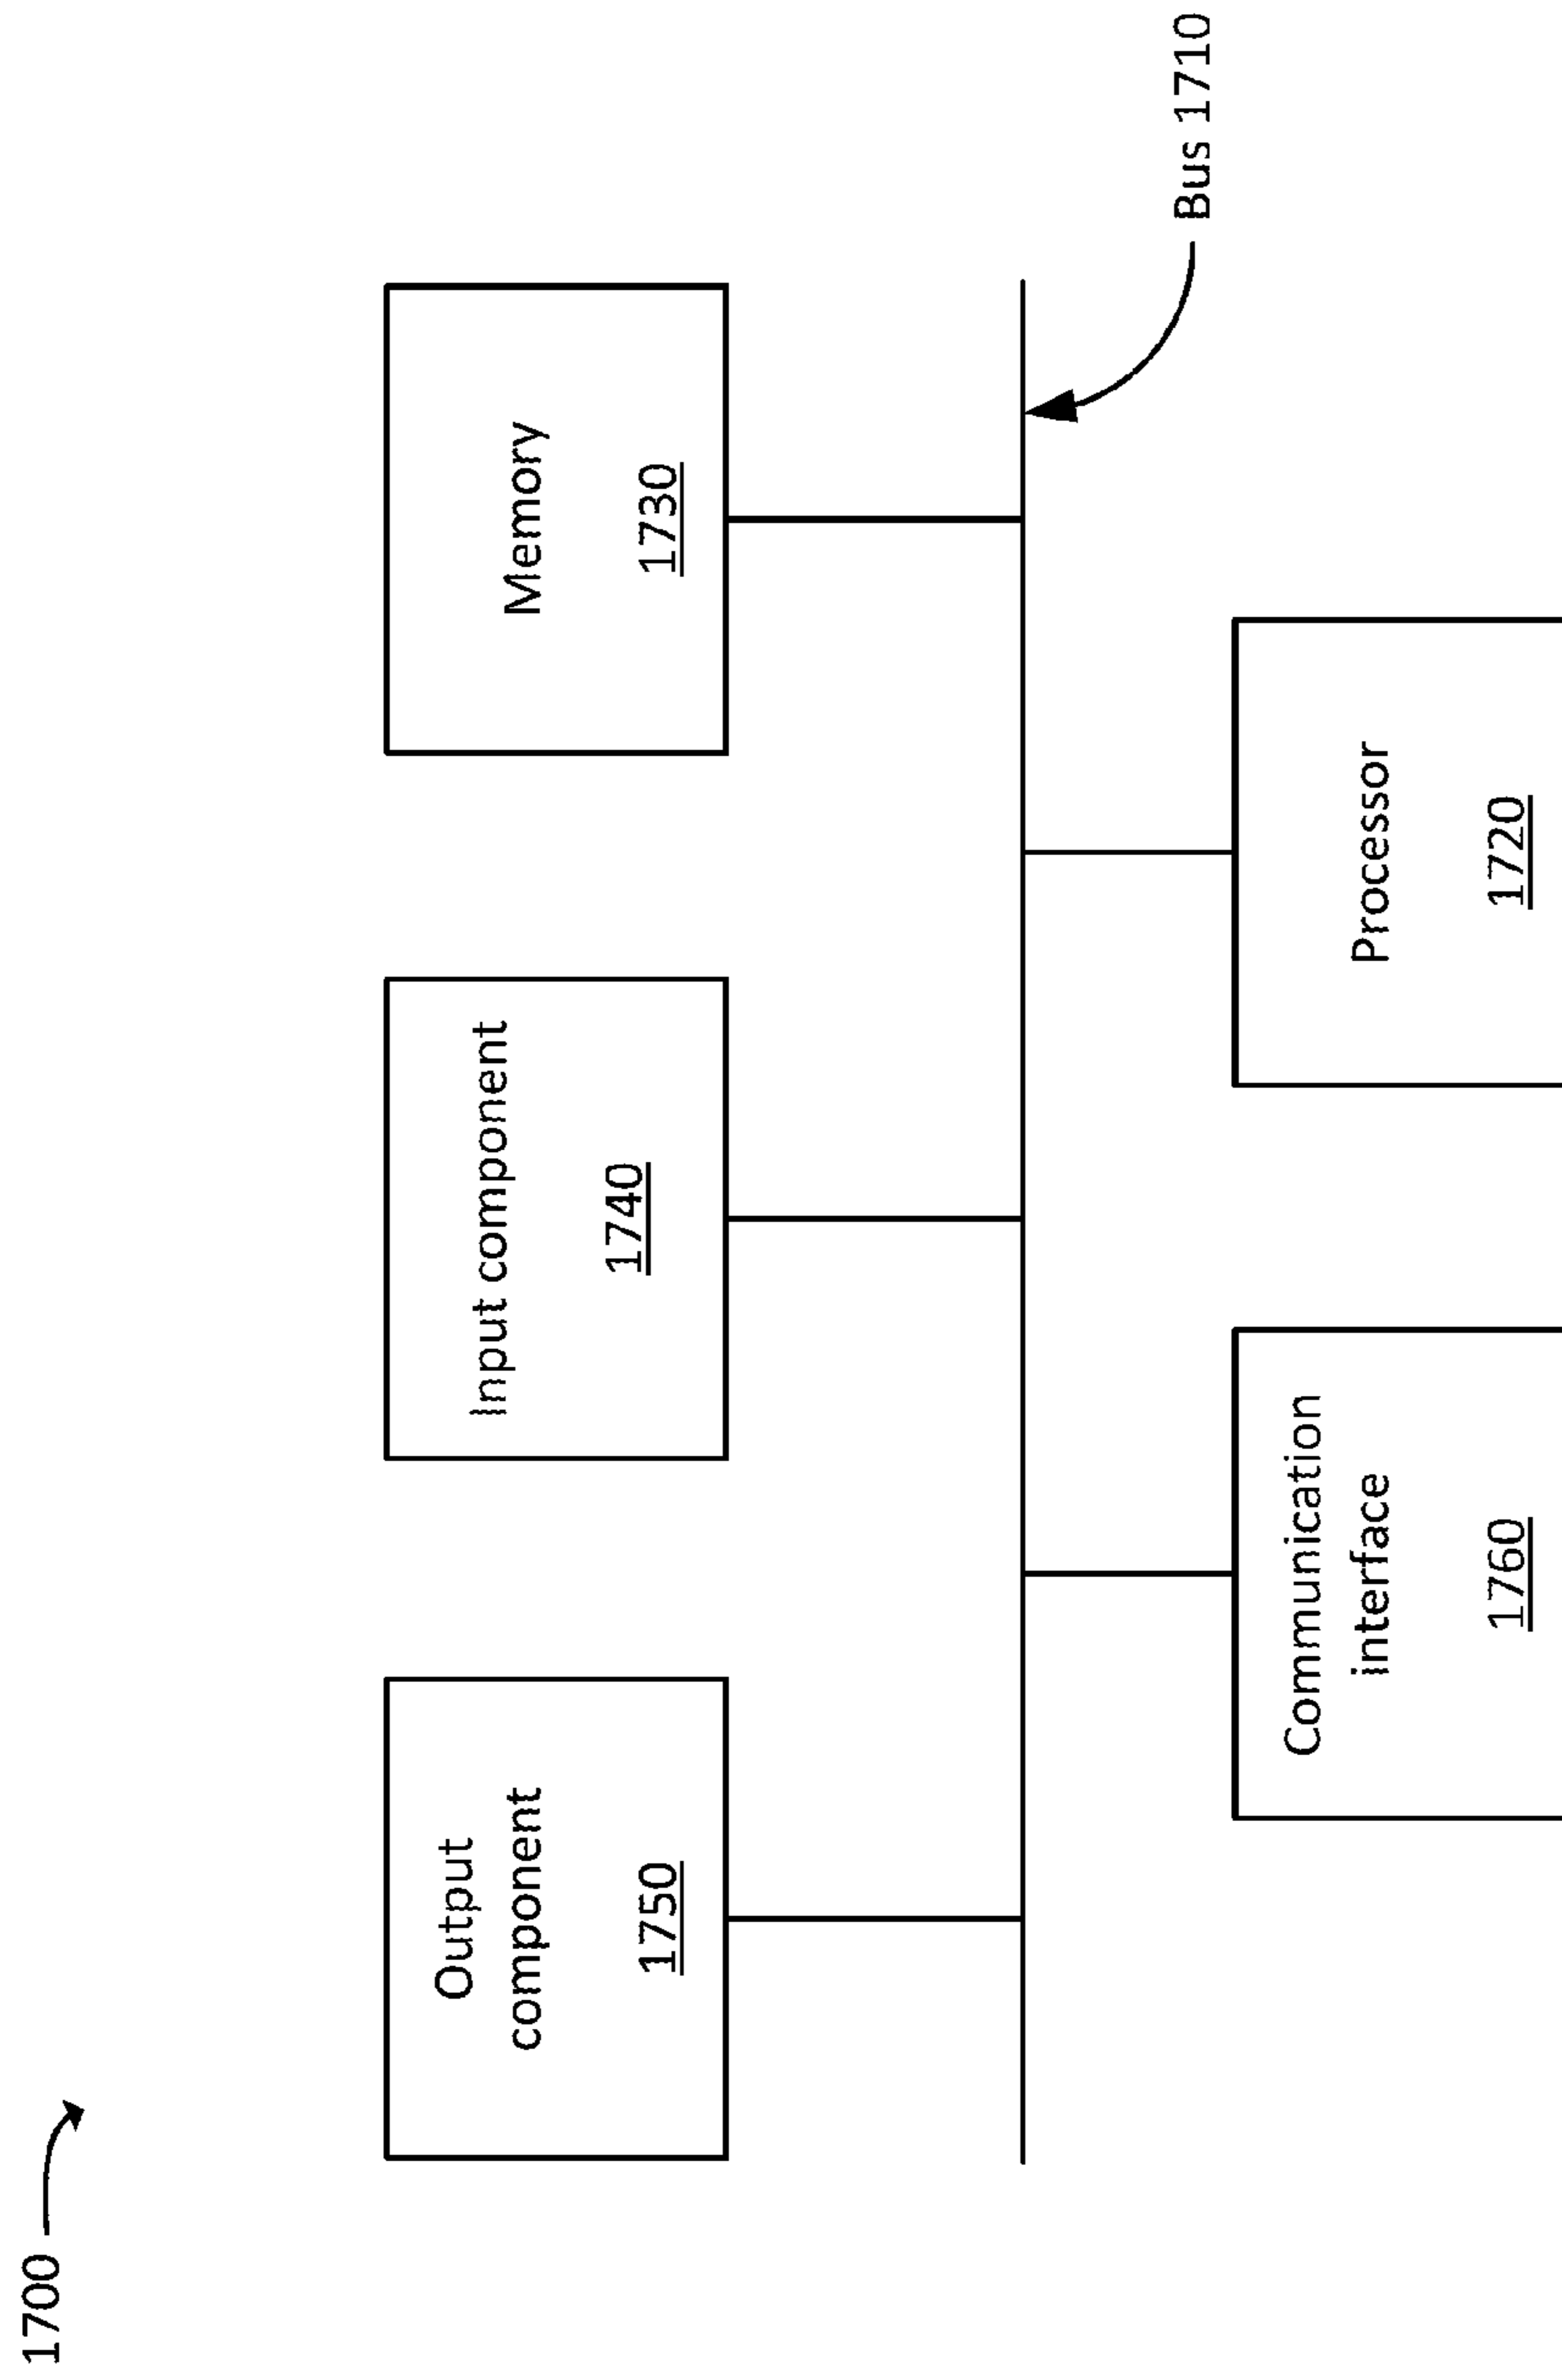 1700
Output
component
1750
Input component
1740
Memory
1730
Bus 1710
Communication
interface
1760
Processor
1720